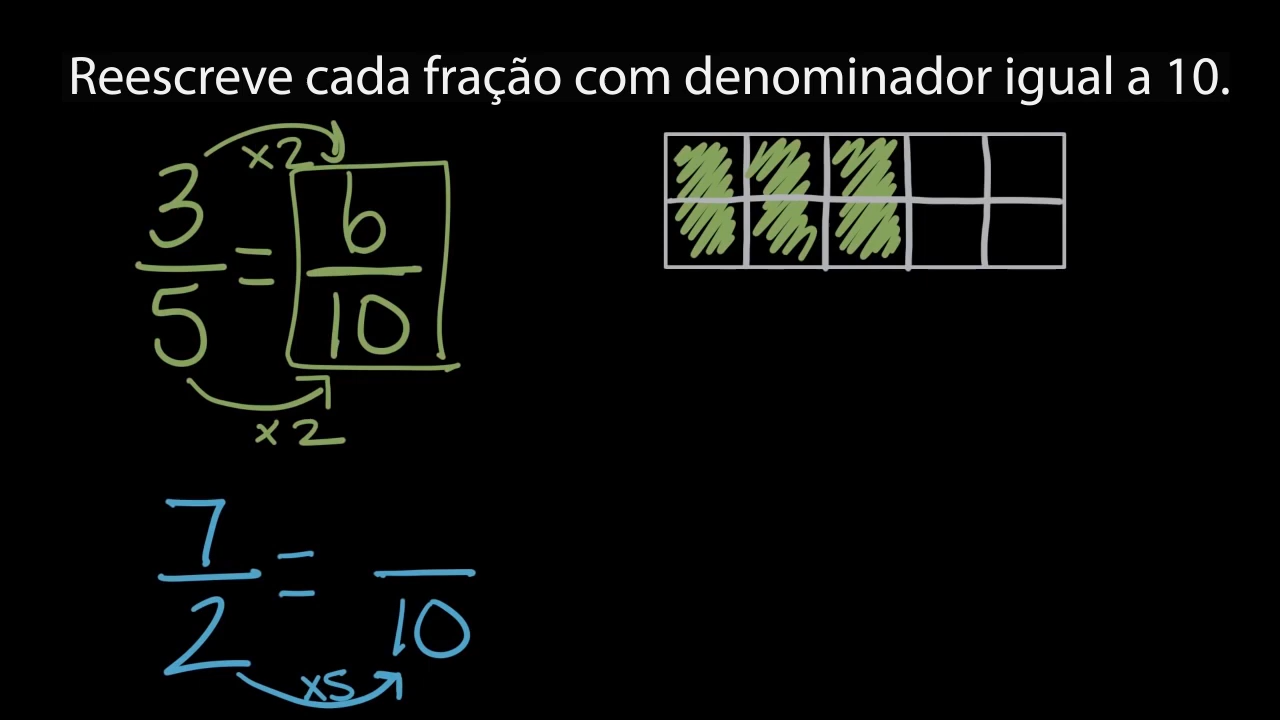 Reescreve cada fração com denominador igual a 10.
×2
3/5 = 6/10
×2
7/2 = /10
×5